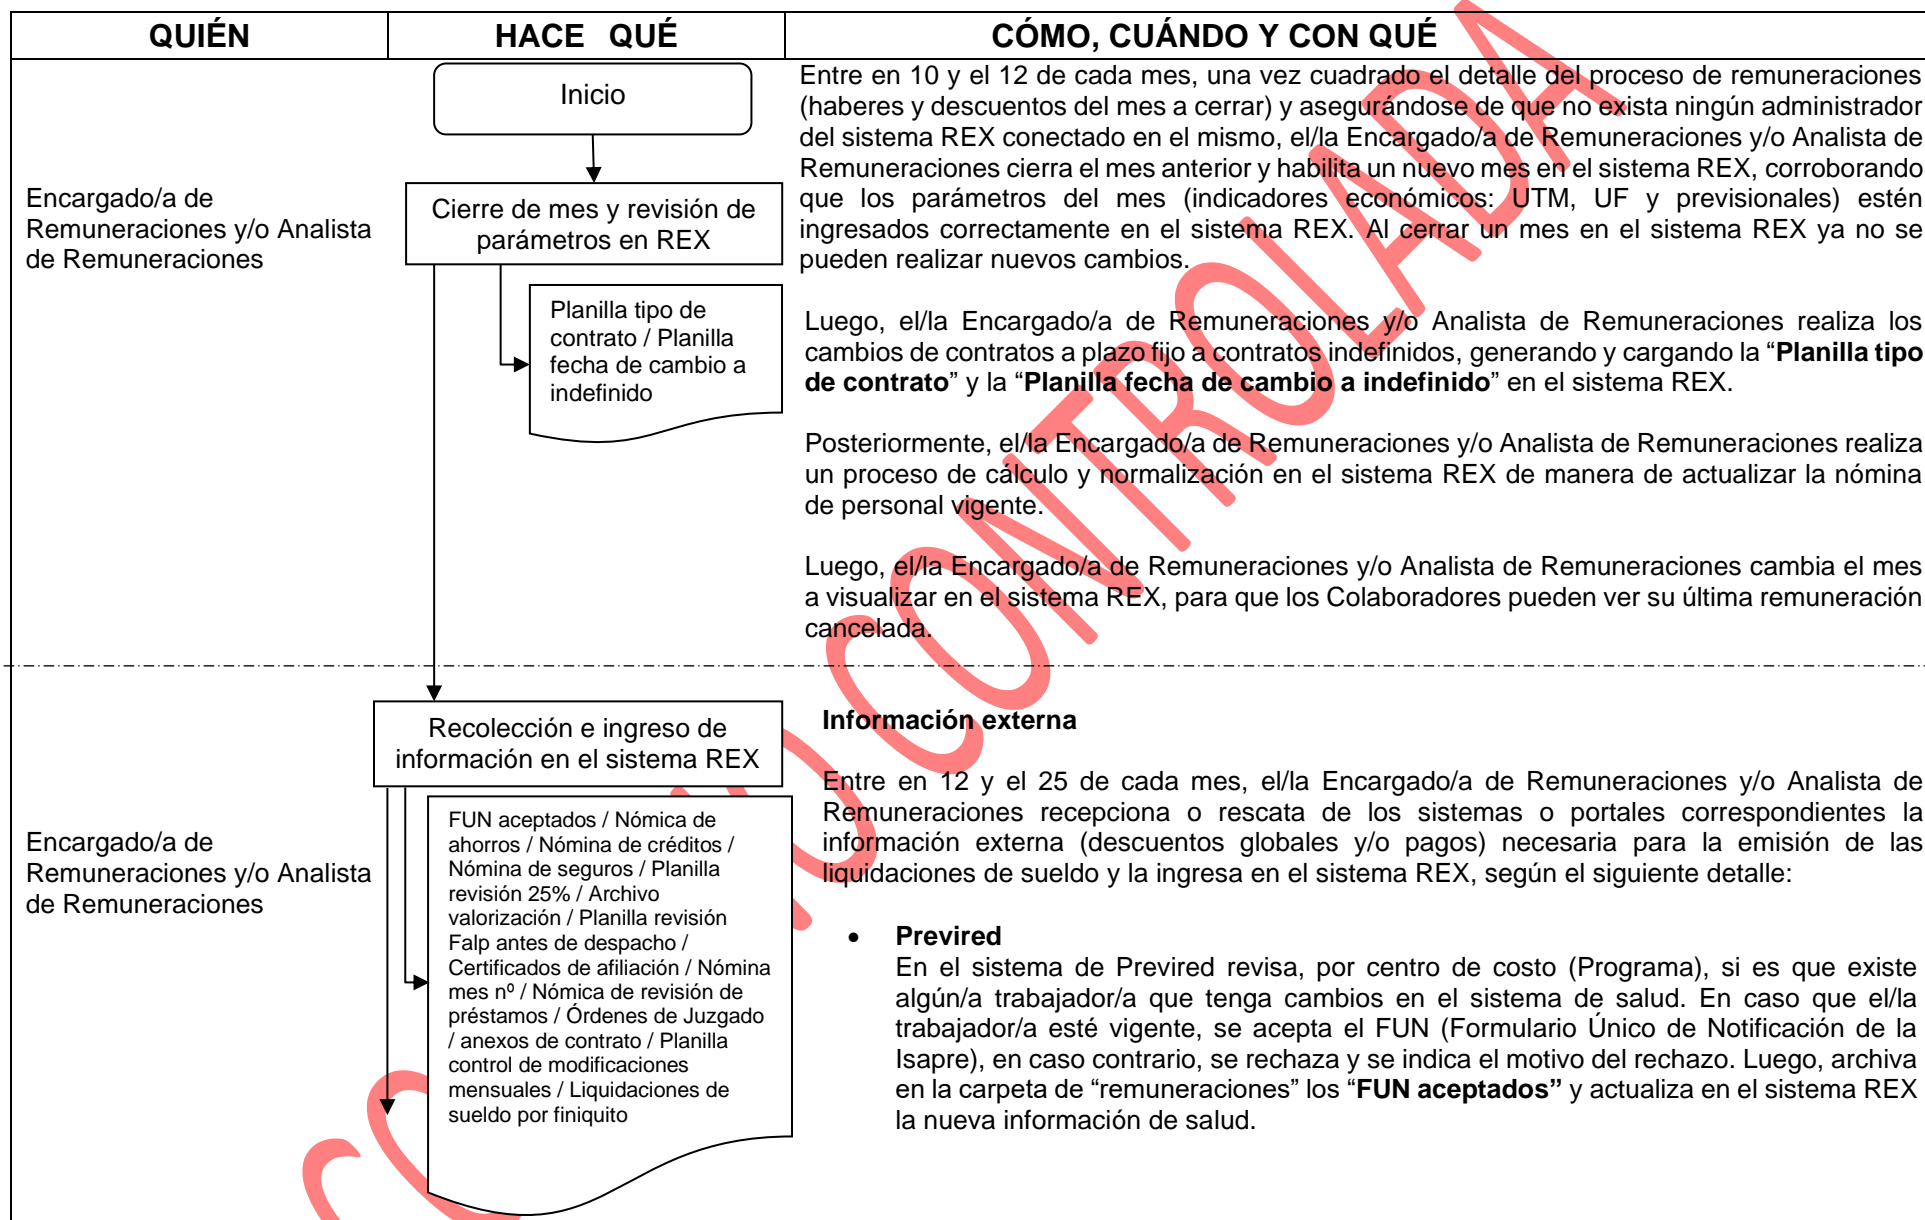 QUIÉN
HACE QUÉ
CÓMO, CUÁNDO Y CON QUÉ
Inicio
Encargado/a de
Remuneraciones y/o Analista
de Remuneraciones
Cierre de mes y revisión de
parámetros en REX
Planilla tipo de
contrato / Planilla
fecha de cambio a
indefinido
Entre en 10 y el 12 de cada mes, una vez cuadrado el detalle del proceso de remuneraciones
(haberes y descuentos del mes a cerrar) y asegurándose de que no exista ningún administrador
del sistema REX conectado en el mismo, el/la Encargado/a de Remuneraciones y/o Analista de
Remuneraciones cierra el mes anterior y habilita un nuevo mes en el sistema REX, corroborando
que los parámetros del mes (indicadores económicos: UTM, UF y previsionales) estén
ingresados correctamente en el sistema REX. Al cerrar un mes en el sistema REX ya no se
pueden realizar nuevos cambios.
Luego, el/la Encargado/a de Remuneraciones y/o Analista de Remuneraciones realiza los
cambios de contratos a plazo fijo a contratos indefinidos, generando y cargando la “Planilla tipo
de contrato” y la “Planilla fecha de cambio a indefinido” en el sistema REX.
Posteriormente, el/la Encargado/a de Remuneraciones y/o Analista de Remuneraciones realiza
un proceso de cálculo y normalización en el sistema REX de manera de actualizar la nómina
de personal vigente.
Luego, el/la Encargado/a de Remuneraciones y/o Analista de Remuneraciones cambia el mes
a visualizar en el sistema REX, para que los Colaboradores pueden ver su última remuneración
cancelada.
Encargado/a de
Remuneraciones y/o Analista
de Remuneraciones
Recolección e ingreso de
información en el sistema REX
FUN aceptados / Nómica de
ahorros / Nómina de créditos /
Nómina de seguros / Planilla
revisión 25% / Archivo
valorización / Planilla revisión
Falp antes de despacho /
Certificados de afiliación / Nómina
mes nº / Nómica de revisión de
préstamos / Órdenes de Juzgado
/ anexos de contrato / Planilla
control de modificaciones
mensuales / Liquidaciones de
sueldo por finiquito
Información externa
Entre en 12 y el 25 de cada mes, el/la Encargado/a de Remuneraciones y/o Analista de
Remuneraciones recepciona o rescata de los sistemas o portales correspondientes la
información externa (descuentos globales y/o pagos) necesaria para la emisión de las
liquidaciones de sueldo y la ingresa en el sistema REX, según el siguiente detalle:
• Previred
En el sistema de Previred revisa, por centro de costo (Programa), si es que existe
algún/a trabajador/a que tenga cambios en el sistema de salud. En caso que el/la
trabajador/a esté vigente, se acepta el FUN (Formulario Único de Notificación de la
Isapre), en caso contrario, se rechaza y se indica el motivo del rechazo. Luego, archiva
en la carpeta de “remuneraciones” los “FUN aceptados” y actualiza en el sistema REX
la nueva información de salud.
CONTROLADA